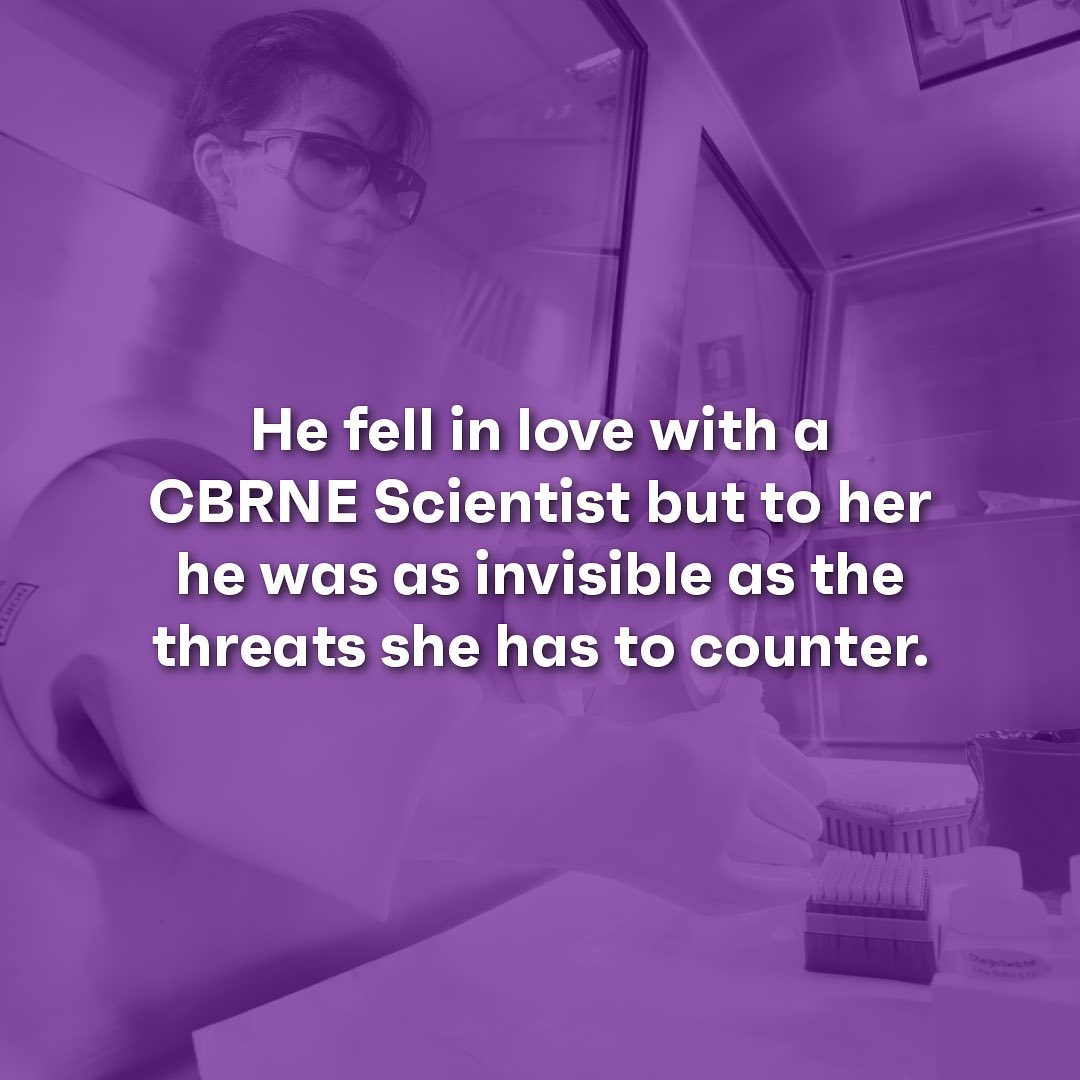 He fell in love with a
CBRNE Scientist but to her
he was as invisible as the
threats she has to counter.
ChargeSwitch®